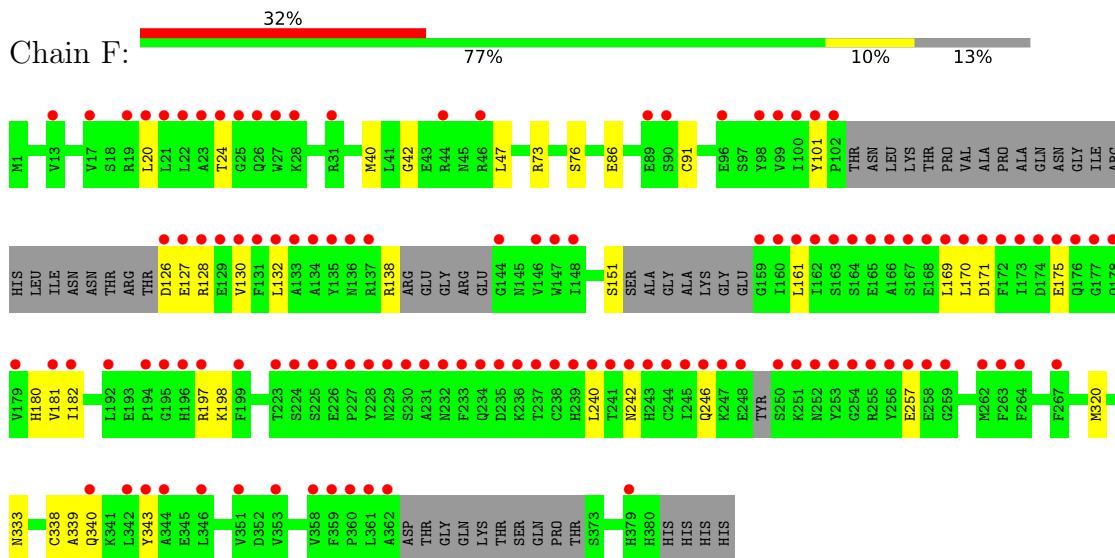 32%
Chain F:
77% 10% 13%
M1 V13 V17 S18 R19 L20 L21 L22 A23 T24 G25 Q26 W27 K28 R31 M40 L41 G42 E43 R44 N45 R46 L47 R73 S76 E86 E89 S90 C91 E96 S97 Y98 V99 I100 Y101 P102 THR ASN LEU LYS THR PRO VAL ALA PRO ALA GLN ASN GLY ILE ARG
HIS LEU ILE ASN ASN THR ARG THR D126 E127 R128 E129 V130 F131 L132 A133 A134 Y135 N136 R137 R138 ARG GLU GLY ARG GLU G144 N145 V146 W147 I148 S151 SER ALA GLY ALA LYS GLY GLU G159 I160 L161 I162 S163 S164 E165 A166 S167 E168 L169 L170 D171 F172 I173 D174 E175 Q176 G177 Q178
V179 H180 V181 I182 L192 E193 P194 G195 H196 R197 K198 F199 T223 S224 S225 E226 P227 Y228 N229 S230 A231 N232 F233 Q234 D235 K236 T237 C238 H239 L240 T241 N242 H243 C244 I245 Q246 K247 E248 TYR S250 K251 N252 Y253 G254 R255 Y256 E257 E258 G259 M262 F263 F264 F267 M320
N333 C338 A339 Q340 K341 L342 Y343 A344 E345 L346 V351 D352 V353 V358 F359 P360 L361 A362 ASP THR GLY GLN LYS THR SER GLN PRO THR S373 H379 H380 HIS HIS HIS HIS